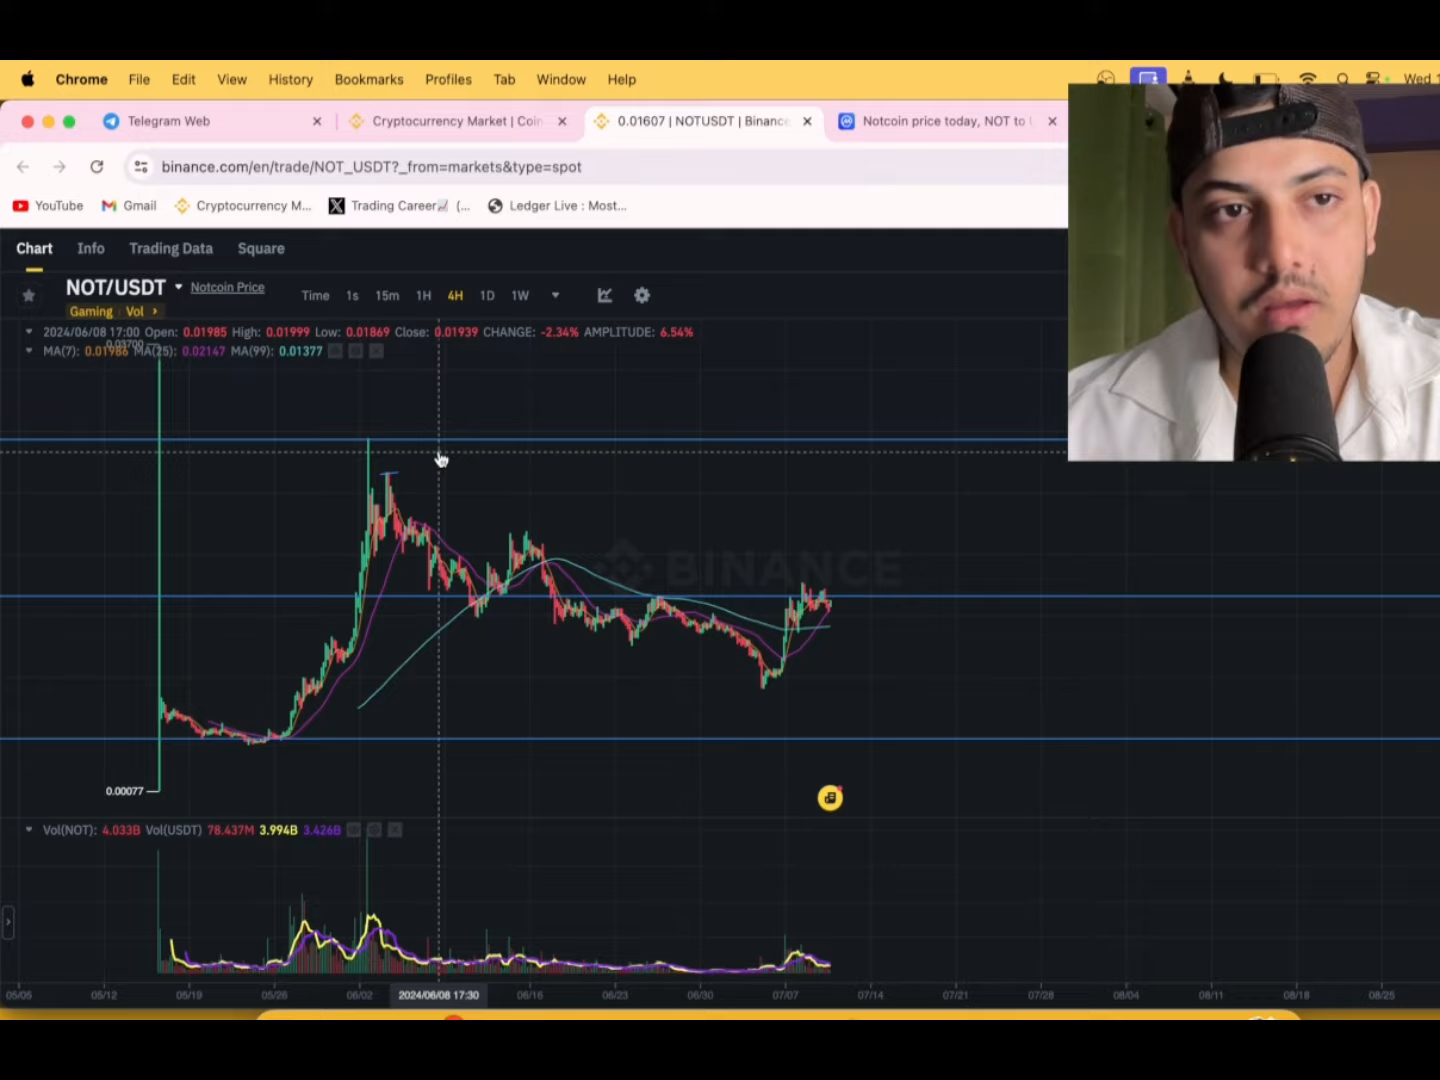 Chrome File Edit View History Bookmarks Profiles Tab Window Help Wed 1
Telegram Web
Cryptocurrency Market | Coin
0.01607 | NOTUSDT | Binance
Notcoin price today, NOT to
binance.com/en/trade/NOT_USDT?_from=markets&type=spot
YouTube Gmail Cryptocurrency M... Trading Career (... Ledger Live : Most...
Chart Info Trading Data Square
NOT/USDT Notcoin Price Time 1s 15m 1H 4H 1D 1W
Gaming Vol
2024/06/08 17:00 Open: 0.01985 High: 0.01999 Low: 0.01869 Close: 0.01939 CHANGE: -2.34% AMPLITUDE: 6.54%
0.03700
MA(7): 0.01986 MA(25): 0.02147 MA(99): 0.01377
BINANCE
0.00077
Vol(NOT): 4.033B Vol(USDT) 78.437M 3.994B 3.426B
05/05 05/12 05/19 05/26 06/02 2024/06/08 17:30 06/16 06/23 06/30 07/07 07/14 07/21 07/28 08/04 08/11 08/18 08/25